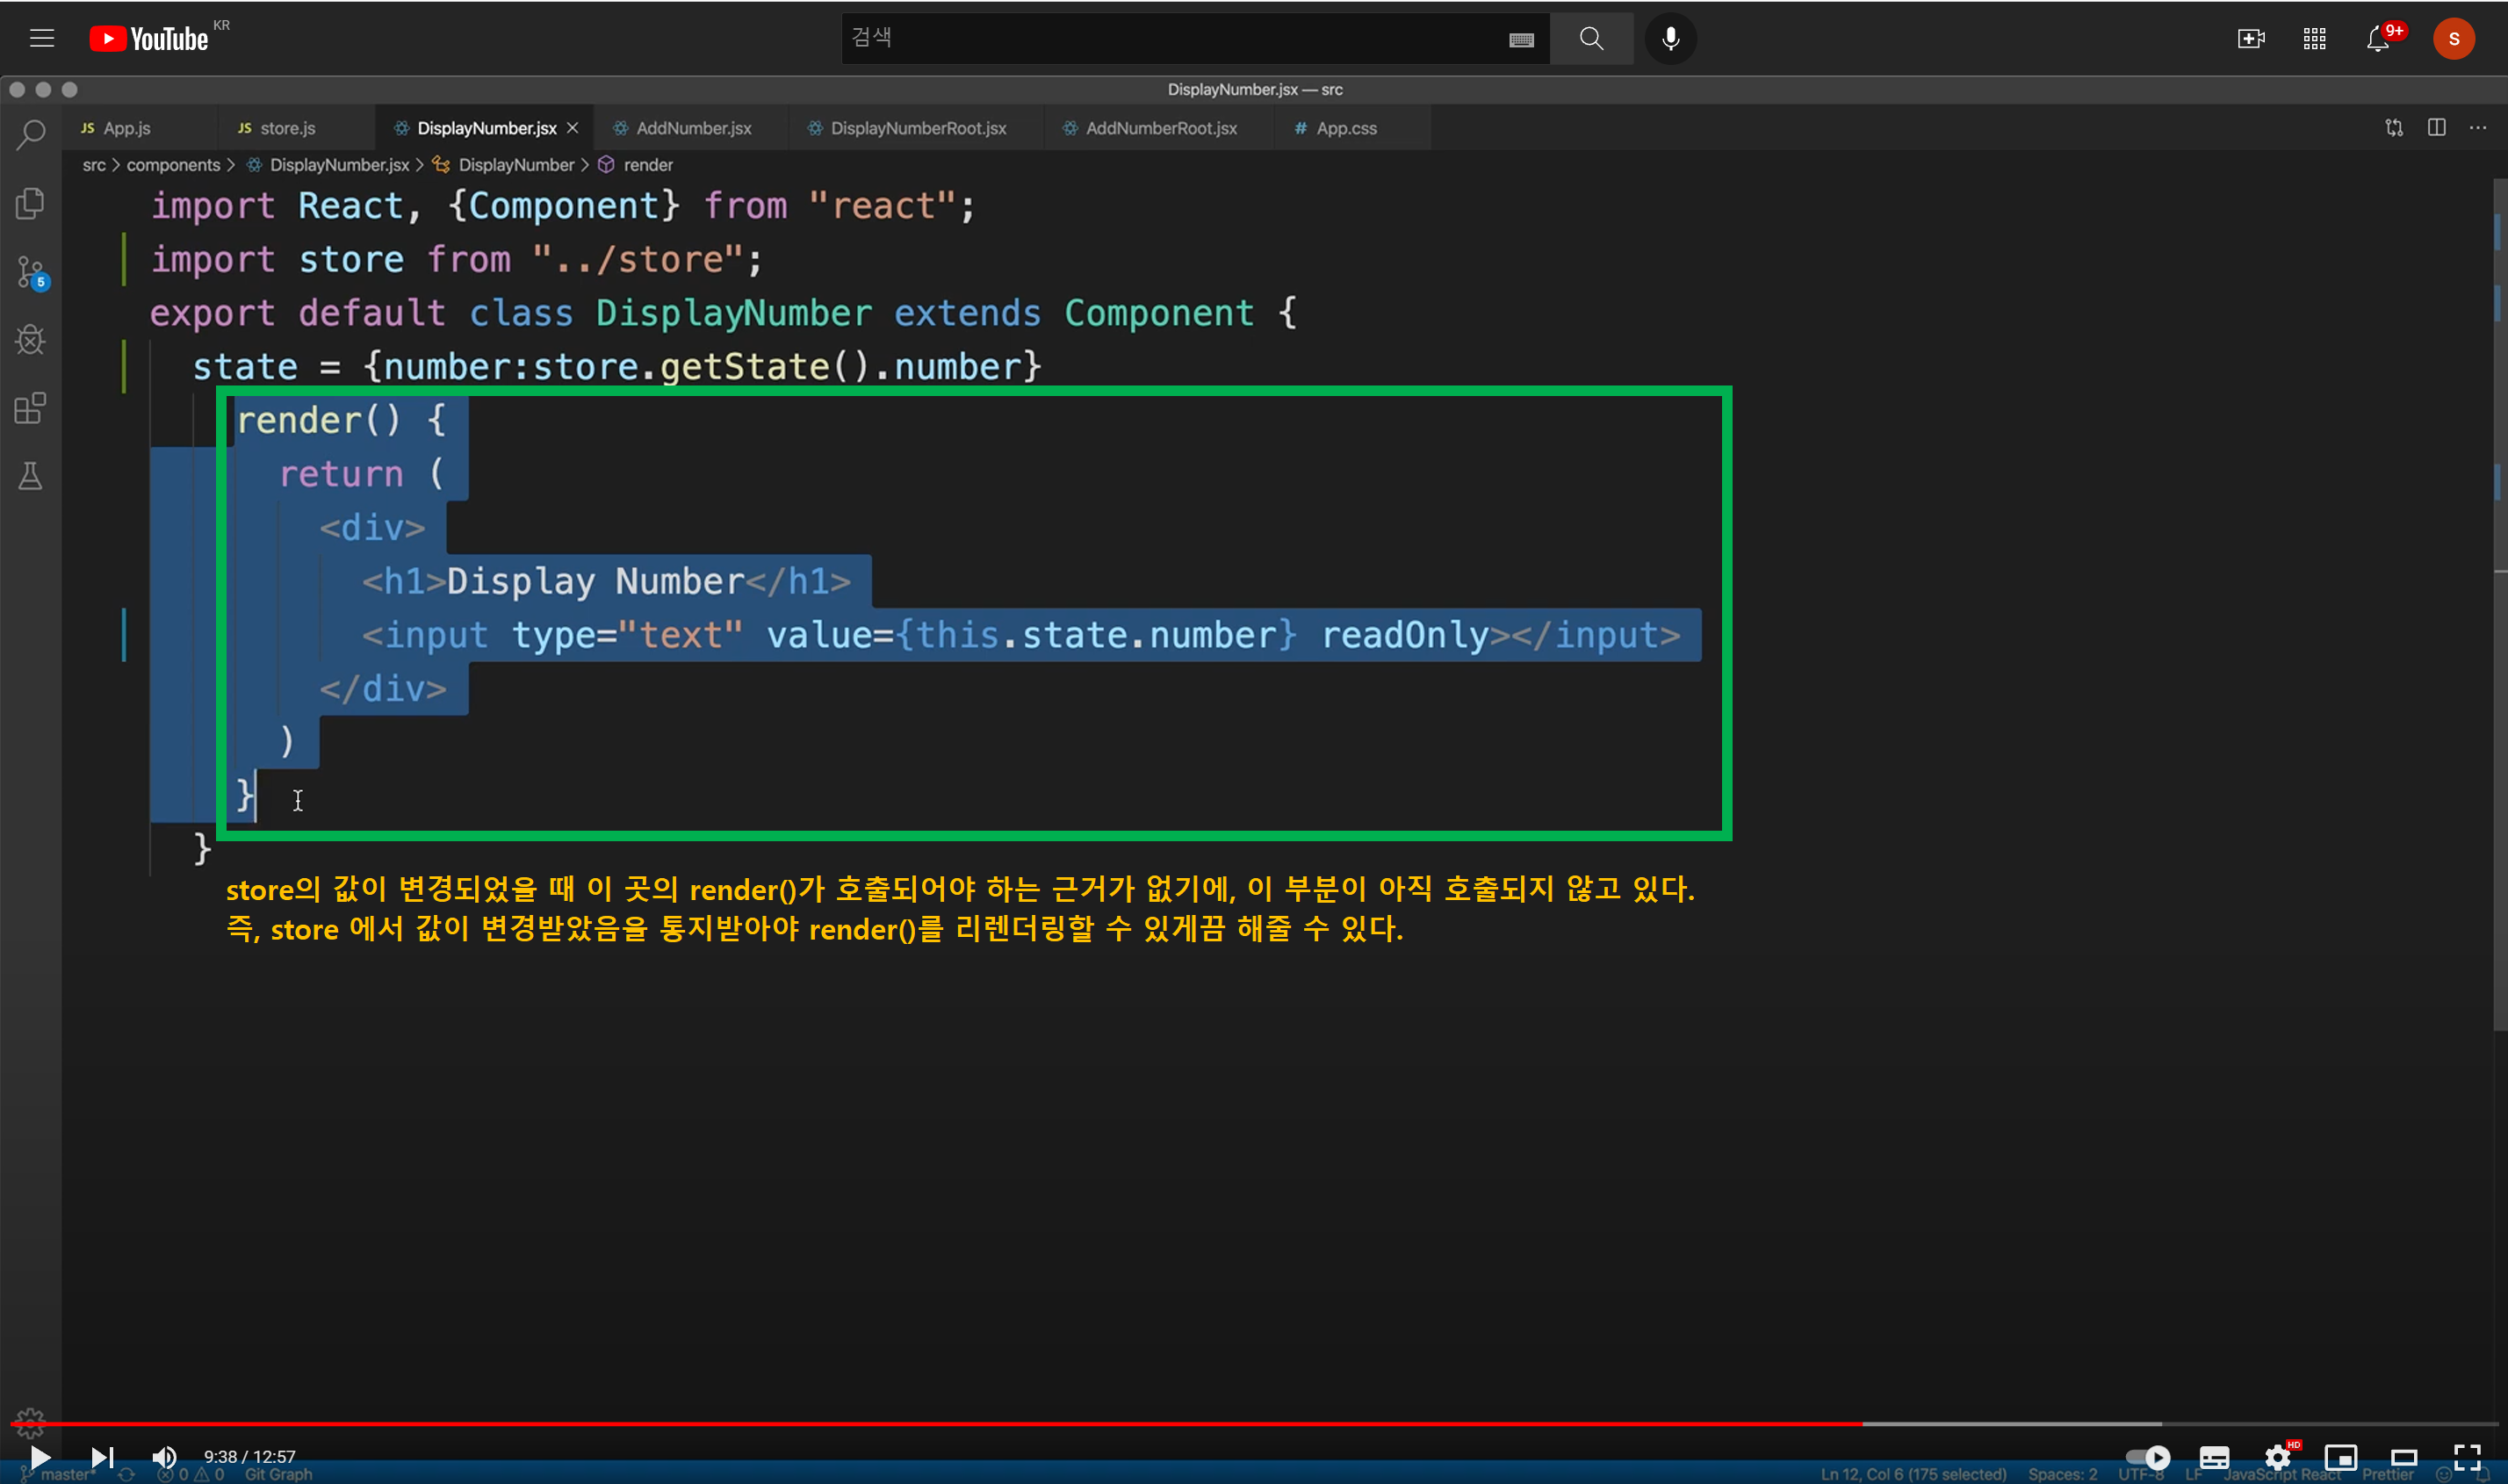 YouTube KR
검색
9+
S
DisplayNumber.jsx — src
JS App.js
JS store.js
DisplayNumber.jsx
AddNumber.jsx
DisplayNumberRoot.jsx
AddNumberRoot.jsx
# App.css
src > components > DisplayNumber.jsx > DisplayNumber > render
import React, {Component} from "react";
import store from "../store";
export default class DisplayNumber extends Component {
state = {number:store.getState().number}
render() {
return (
<div>
<h1>Display Number</h1>
<input type="text" value={this.state.number} readOnly></input>
</div>
)
}
}
store의 값이 변경되었을 때 이 곳의 render()가 호출되어야 하는 근거가 없기에, 이 부분이 아직 호출되지 않고 있다.
즉, store 에서 값이 변경받았음을 통지받아야 render()를 리렌더링할 수 있게끔 해줄 수 있다.
5
9:38 / 12:57
HD
master* 0 0 Git Graph
Ln 12, Col 6 (175 selected) Spaces: 2 UTF-8 LF JavaScript React Prettier